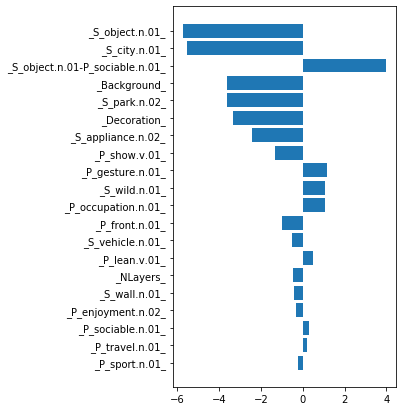 _S_object.n.01_
_S_city.n.01_
_S_object.n.01-P_sociable.n.01_
_Background_
_S_park.n.02_
_Decoration_
_S_appliance.n.02_
_P_show.v.01_
_P_gesture.n.01_
_S_wild.n.01_
_P_occupation.n.01_
_P_front.n.01_
_S_vehicle.n.01_
_P_lean.v.01_
_NLayers_
_S_wall.n.01_
_P_enjoyment.n.02_
_P_sociable.n.01_
_P_travel.n.01_
_P_sport.n.01_
−6 −4 −2 0 2 4